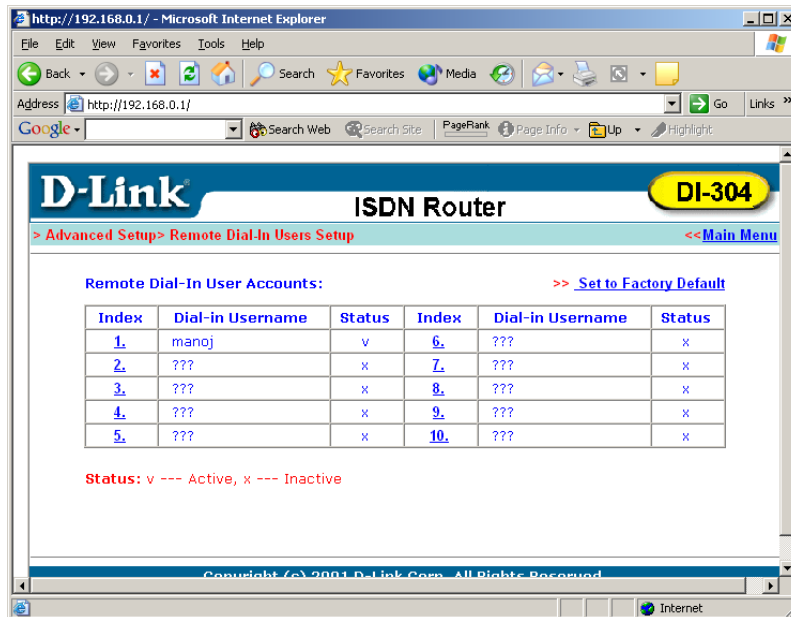 http://192.168.0.1/ - Microsoft Internet Explorer
File Edit View Favorites Tools Help
Back Search Favorites Media
Address http://192.168.0.1/ Go Links »
Google Search Web Search Site PageRank Page Info Up Highlight
D-Link ISDN Router DI-304
> Advanced Setup> Remote Dial-In Users Setup <<Main Menu
Remote Dial-In User Accounts: >> Set to Factory Default
Index Dial-in Username Status Index Dial-in Username Status
1. manoj v 6. ??? x
2. ??? x 7. ??? x
3. ??? x 8. ??? x
4. ??? x 9. ??? x
5. ??? x 10. ??? x
Status: v --- Active, x --- Inactive
Copyright (c) 2001 D-Link Corp. All Rights Reserved
Internet